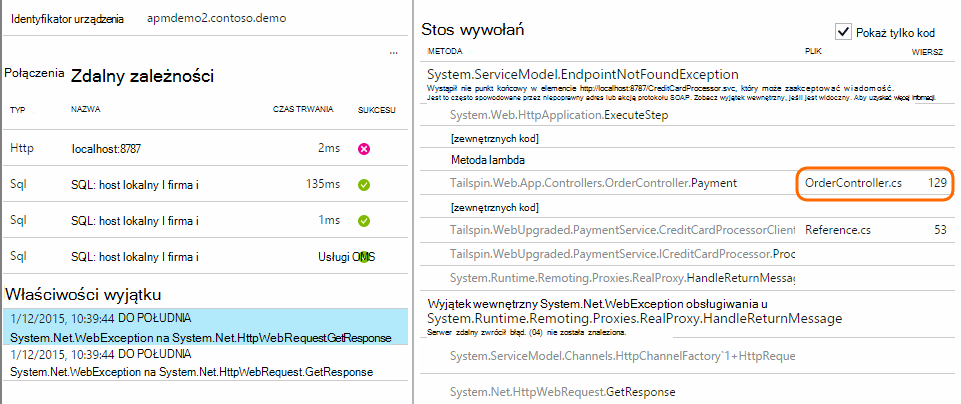 Identyfikator urządzenia apmdemo2.contoso.demo
...
Połączenia Zdalny zależności
TYP NAZWA CZAS TRWANIA SUKCESU
Http localhost:8787 2ms
Sql SQL: host lokalny I firma i 135ms
Sql SQL: host lokalny I firma i 1ms
Sql SQL: host lokalny I firma i Usługi OMS
Właściwości wyjątku
1/12/2015, 10:39:44 DO POŁUDNIA
System.Net.WebException na System.Net.HttpWebRequest.GetResponse
1/12/2015, 10:39:44 DO POŁUDNIA
System.Net.WebException na System.Net.HttpWebRequest.GetResponse
Stos wywołań Pokaż tylko kod
METODA PLIK WIERSZ
System.ServiceModel.EndpointNotFoundException
Wystąpił nie punkt końcowy w elemencie http://localhost:8787/CreditCardProcessor.svc, który może zaakceptować wiadomość.
Jest to często spowodowane przez niepoprawny adres lub akcję protokołu SOAP. Zobacz wyjątek wewnętrzny, jeśli jest widoczny. Aby uzyskać więcej informacji.
System.Web.HttpApplication.ExecuteStep
[zewnętrznych kod]
Metoda lambda
Tailspin.Web.App.Controllers.OrderController.Payment OrderController.cs 129
[zewnętrznych kod]
Tailspin.WebUpgraded.PaymentService.CreditCardProcessorClient Reference.cs 53
Tailspin.WebUpgraded.PaymentService.ICreditCardProcessor.Proc
System.Runtime.Remoting.Proxies.RealProxy.HandleReturnMessag
Wyjątek wewnętrzny System.Net.WebException obsługiwania u
System.Runtime.Remoting.Proxies.RealProxy.HandleReturnMessage
Serwer zdalny zwrócił błąd. (04) nie została znaleziona.
System.ServiceModel.Channels.HttpChannelFactory`1+HttpReque
System.Net.HttpWebRequest.GetResponse